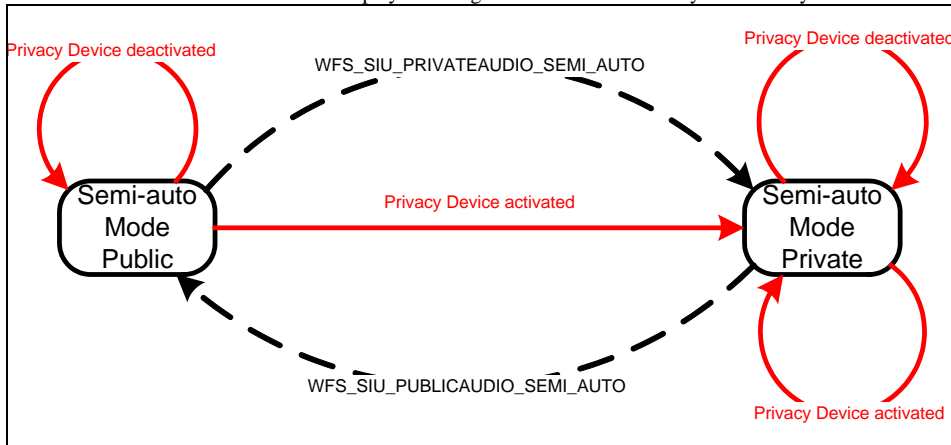 Privacy Device deactivated
Privacy Device deactivated
WFS_SIU_PRIVATEAUDIO_SEMI_AUTO
Semi-auto
Mode
Public
Privacy Device activated
Semi-auto
Mode
Private
WFS_SIU_PUBLICAUDIO_SEMI_AUTO
Privacy Device activated